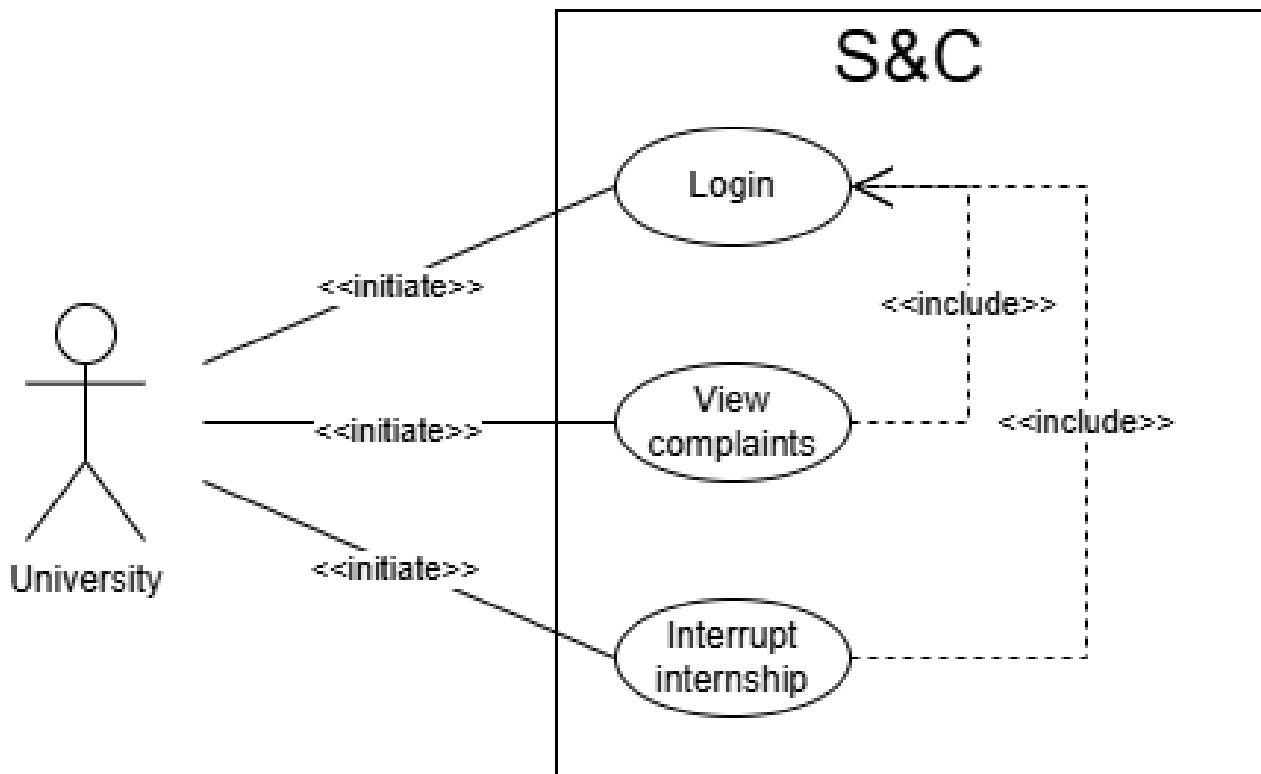 S&C
Login
<<initiate>>
<<include>>
View
complaints
<<initiate>>
<<include>>
University
<<initiate>>
Interrupt
internship